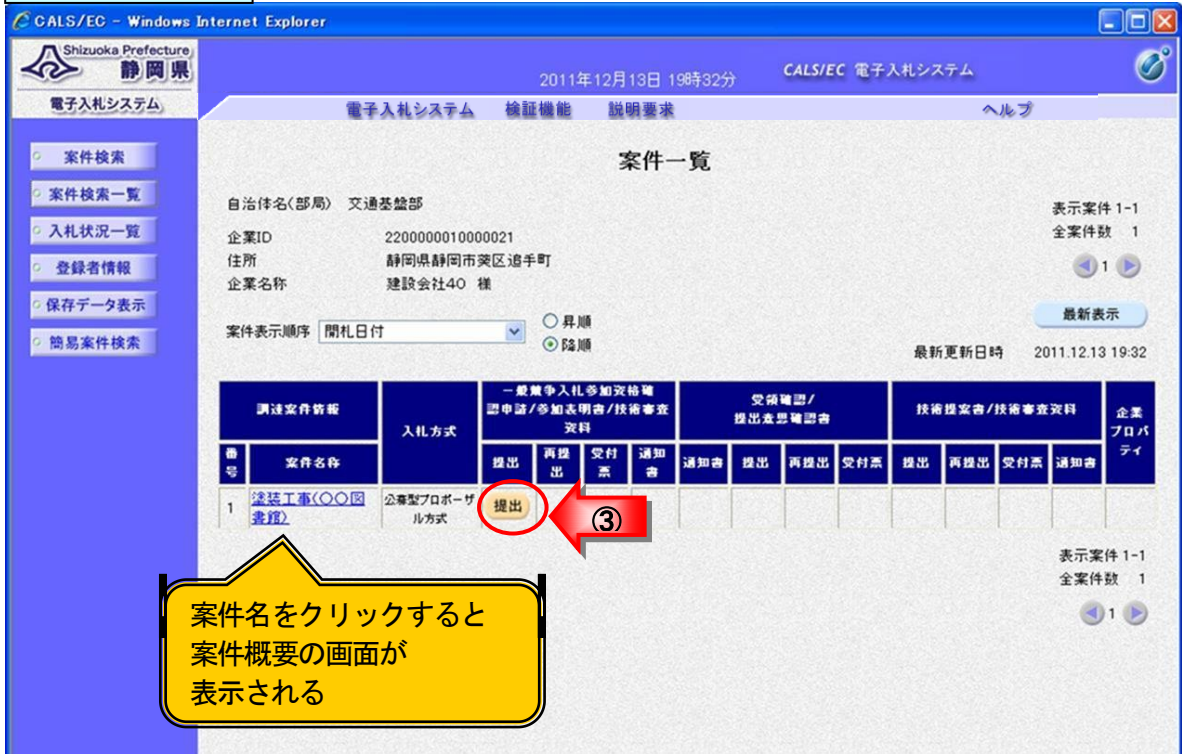 CALS/EC - Windows Internet Explorer
Shizuoka Prefecture
静岡県
電子入札システム
2011年12月13日 19時32分
CALS/EC 電子入札システム
電子入札システム 検証機能 説明要求 ヘルプ
案件検索
案件検索一覧
入札状況一覧
登録者情報
保存データ表示
簡易案件検索
案件一覧
自治体名(部局) 交通基盤部
企業ID 2200000010000021
住所 静岡県静岡市葵区追手町
企業名称 建設会社40 様
表示案件 1-1
全案件数 1
1
案件表示順序 開札日付
昇順
降順
最新表示
最新更新日時 2011.12.13 19:32
調達案件情報
入札方式
一般競争入札参加資格確
認申請/参加表明書/技術審査
資料
受領確認/
提出意思確認書
技術提案書/技術審査資料
企業
プロパ
ティ
番号 案件名称 提出 再提出 受付票 通知書 通知書 提出 再提出 受付票 提出 再提出 受付票 通知書
1 塗装工事(○○図
書館)
公募型プロポーザ
ル方式
提出
③
案件名をクリックすると
案件概要の画面が
表示される
表示案件 1-1
全案件数 1
1